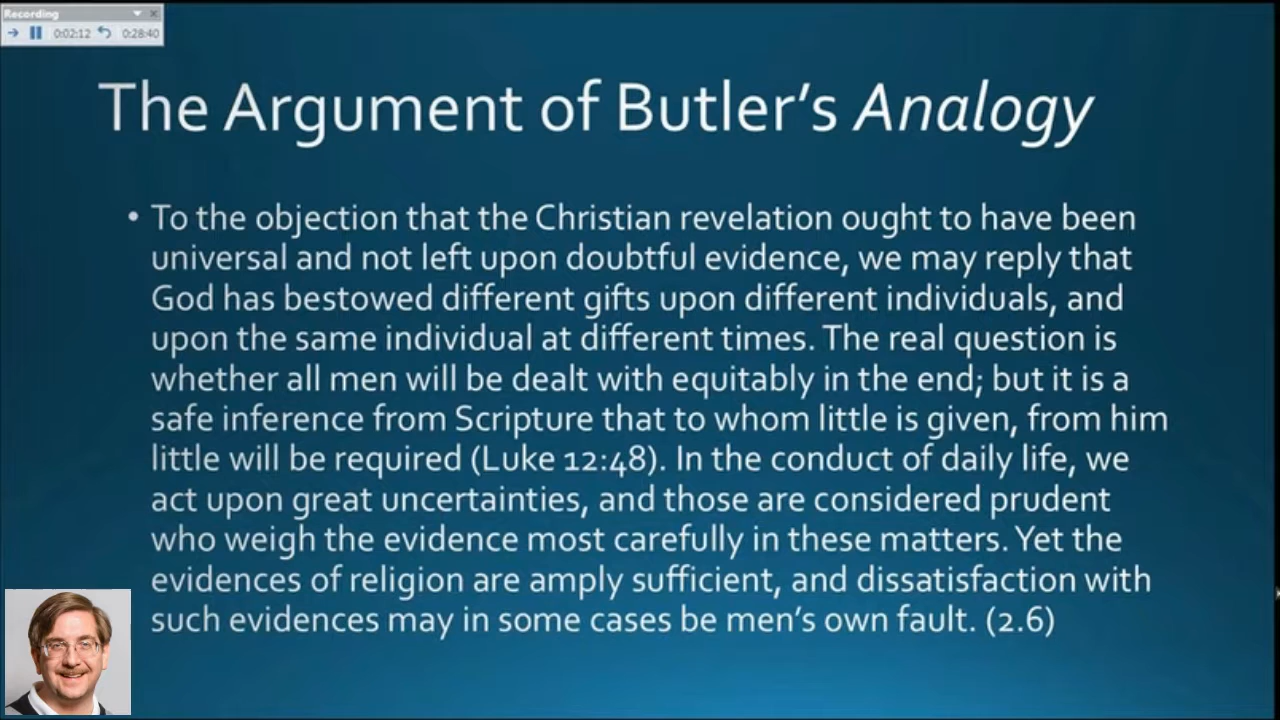 Recording
0:02:12 0:28:40
The Argument of Butler’s Analogy
• To the objection that the Christian revelation ought to have been
universal and not left upon doubtful evidence, we may reply that
God has bestowed different gifts upon different individuals, and
upon the same individual at different times. The real question is
whether all men will be dealt with equitably in the end; but it is a
safe inference from Scripture that to whom little is given, from him
little will be required (Luke 12:48). In the conduct of daily life, we
act upon great uncertainties, and those are considered prudent
who weigh the evidence most carefully in these matters. Yet the
evidences of religion are amply sufficient, and dissatisfaction with
such evidences may in some cases be men’s own fault. (2.6)